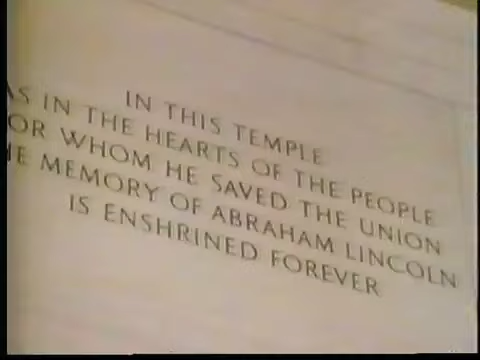 IN THIS TEMPLE
AS IN THE HEARTS OF THE PEOPLE
OR WHOM HE SAVED THE UNION
HE MEMORY OF ABRAHAM LINCOLN
IS ENSHRINED FOREVER